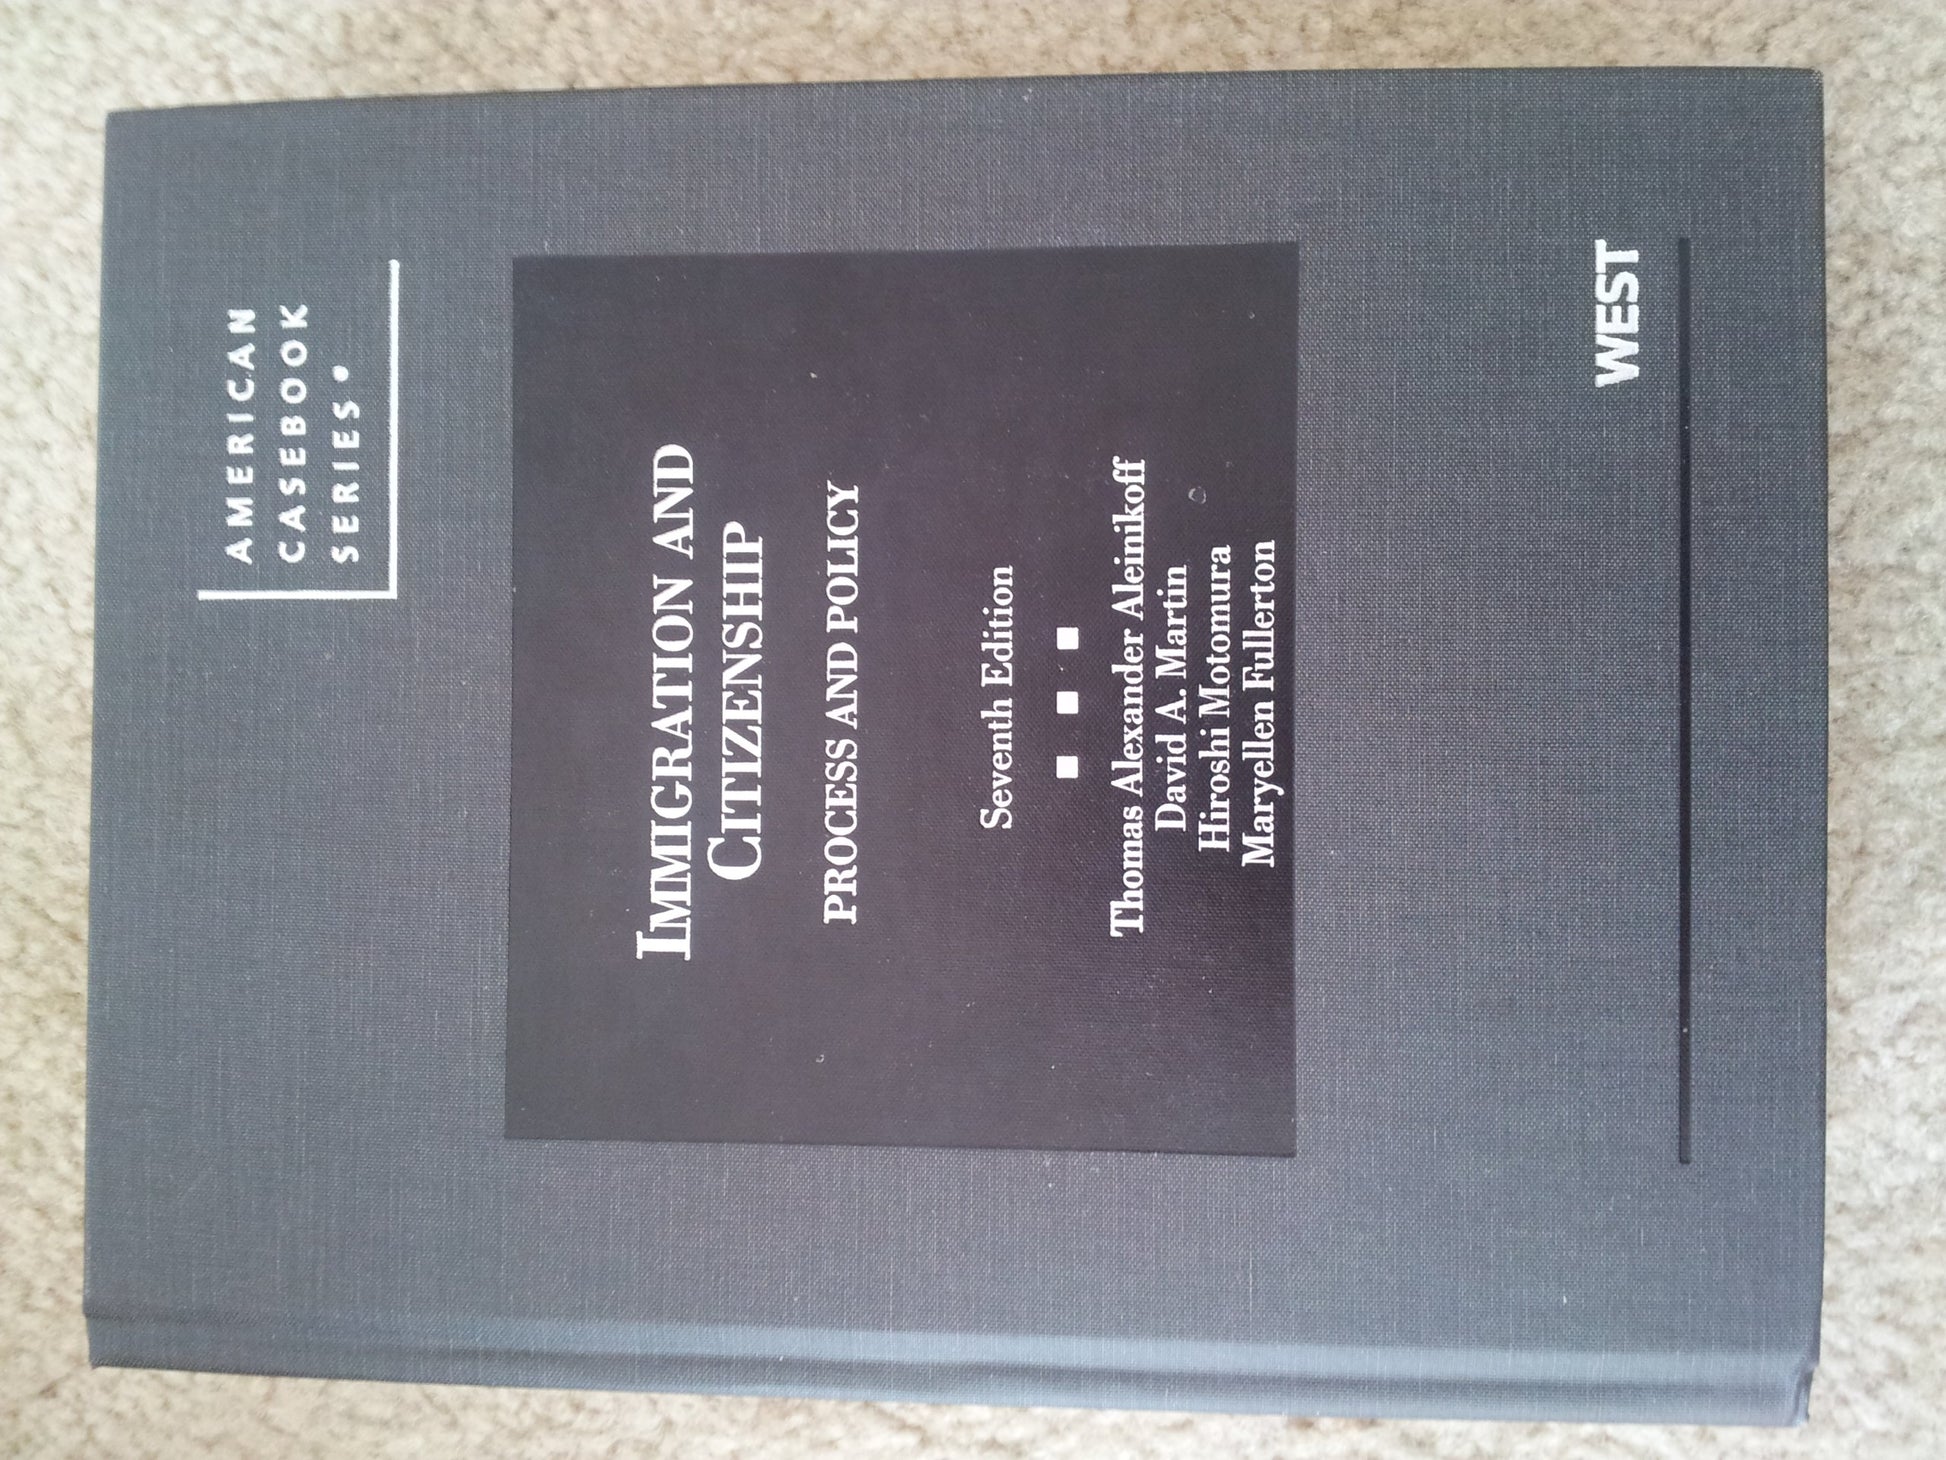 AMERICAN
CASEBOOK
SERIES
IMMIGRATION AND
CITIZENSHIP
PROCESS AND POLICY
Seventh Edition
Thomas Alexander Aleinikoff
David A. Martin
Hiroshi Motomura
Maryellen Fullerton
WEST